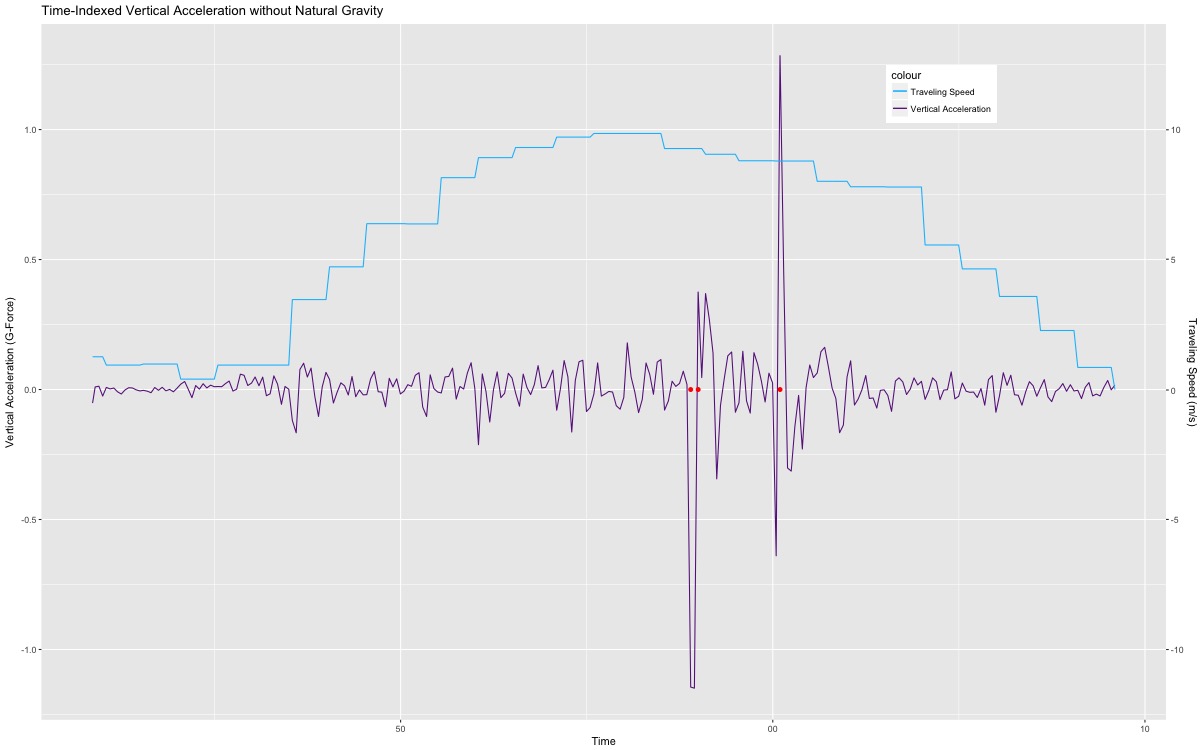 Time-Indexed Vertical Acceleration without Natural Gravity
colour
Traveling Speed
Vertical Acceleration
1.0
0.5
0.0
-0.5
-1.0
10
5
0
-5
-10
Vertical Acceleration (G-Force)
Traveling Speed (m/s)
50
00
10
Time